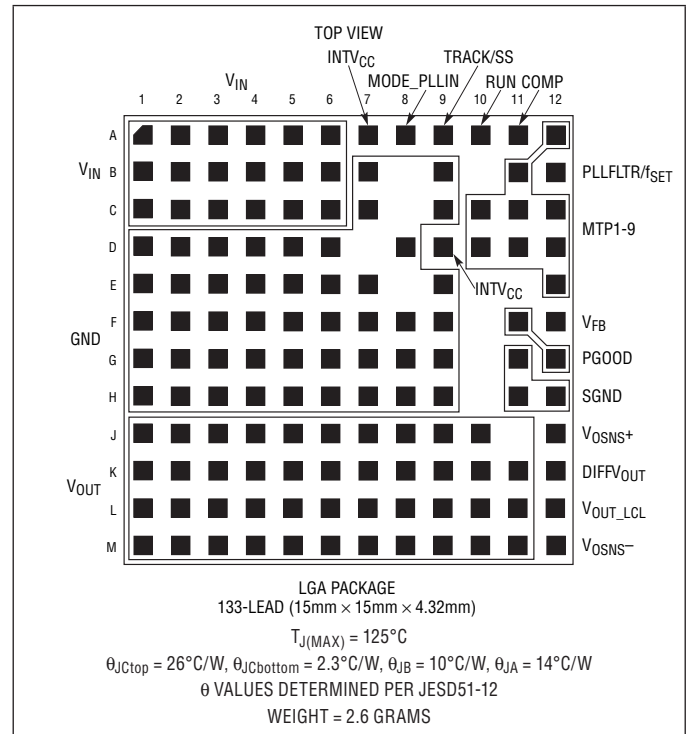 TOP VIEW
INTVCC
TRACK/SS
VIN
MODE_PLLIN
RUN COMP
1 2 3 4 5 6 7 8 9 10 11 12
A
VIN B
PLLFLTR/fSET
C
MTP1-9
D
E
INTVCC
F
VFB
GND
G
PGOOD
H
SGND
J
VOSNS+
K
DIFFVOUT
VOUT
L
VOUT_LCL
M
VOSNS–
LGA PACKAGE
133-LEAD (15mm × 15mm × 4.32mm)
TJ(MAX) = 125°C
θJCtop = 26°C/W, θJCbottom = 2.3°C/W, θJB = 10°C/W, θJA = 14°C/W
θ VALUES DETERMINED PER JESD51-12
WEIGHT = 2.6 GRAMS